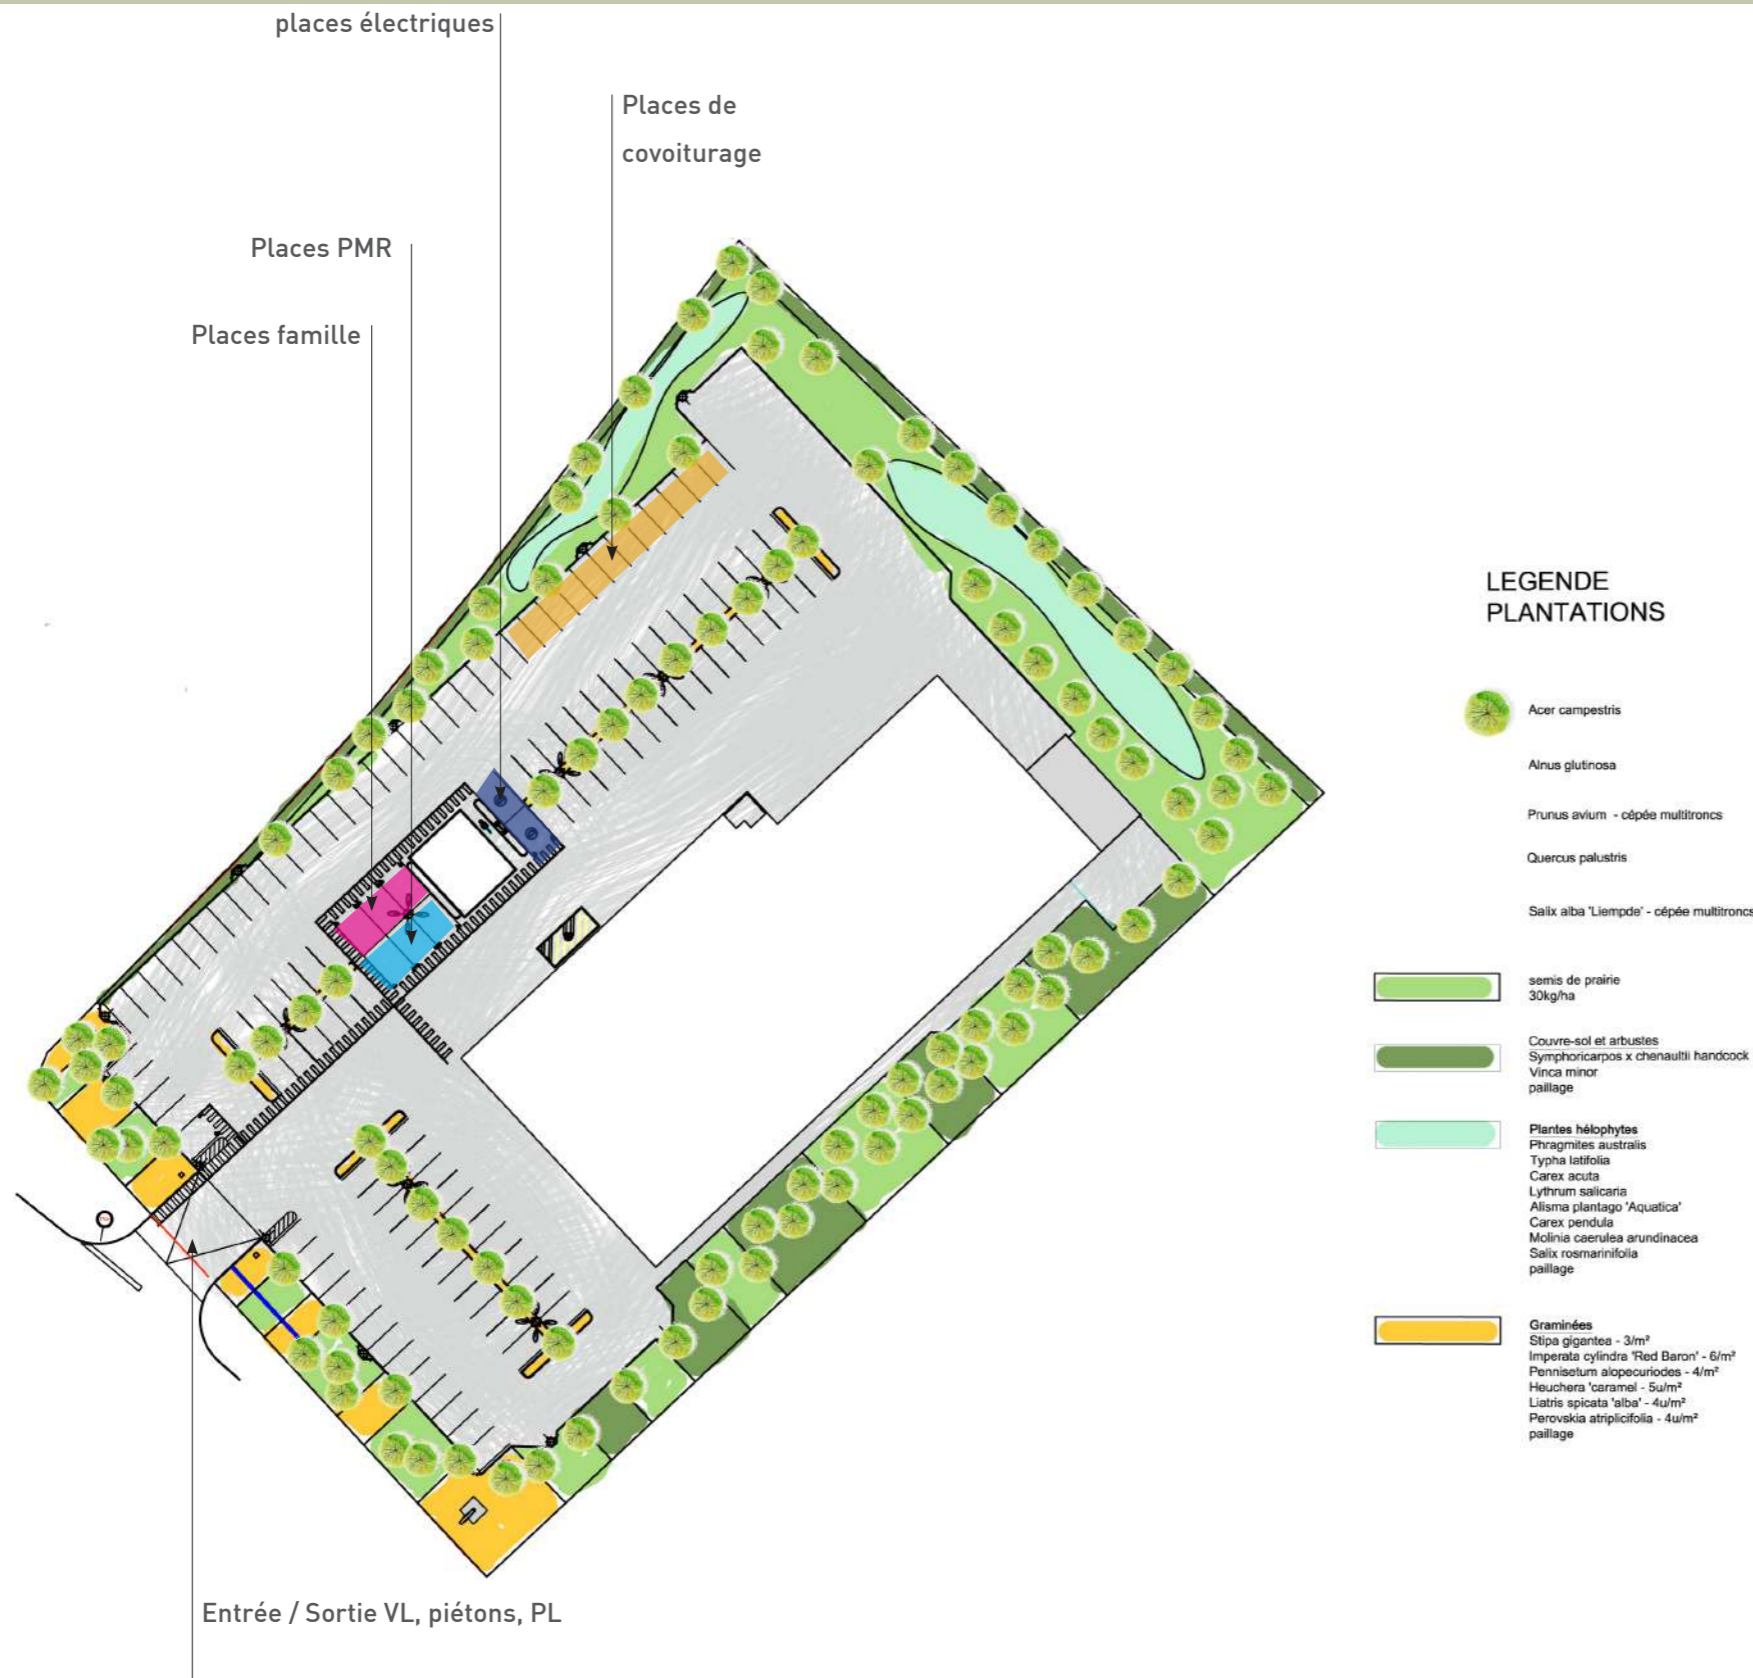 places électriques
Places de
covoiturage
Places PMR
Places famille
LEGENDE
PLANTATIONS
Acer campestris
Alnus glutinosa
Prunus avium - cépée multitroncs
Quercus palustris
Salix alba 'Liempde' - cépée multitroncs
semis de prairie
30kg/ha
Couvre-sol et arbustes
Symphoricarpos x chenaultii handcock
Vinca minor
paillage
Plantes hélophytes
Phragmites australis
Typha latifolia
Carex acuta
Lythrum salicaria
Alisma plantago 'Aquatica'
Carex pendula
Molinia caerulea arundinacea
Salix rosmarinifolia
paillage
Graminées
Stipa gigantea - 3/m²
Imperata cylindra 'Red Baron' - 6/m²
Pennisetum alopecuriodes - 4/m²
Heuchera 'caramel - 5u/m²
Liatris spicata 'alba' - 4u/m²
Perovskia atriplicifolia - 4u/m²
paillage
Entrée / Sortie VL, piétons, PL